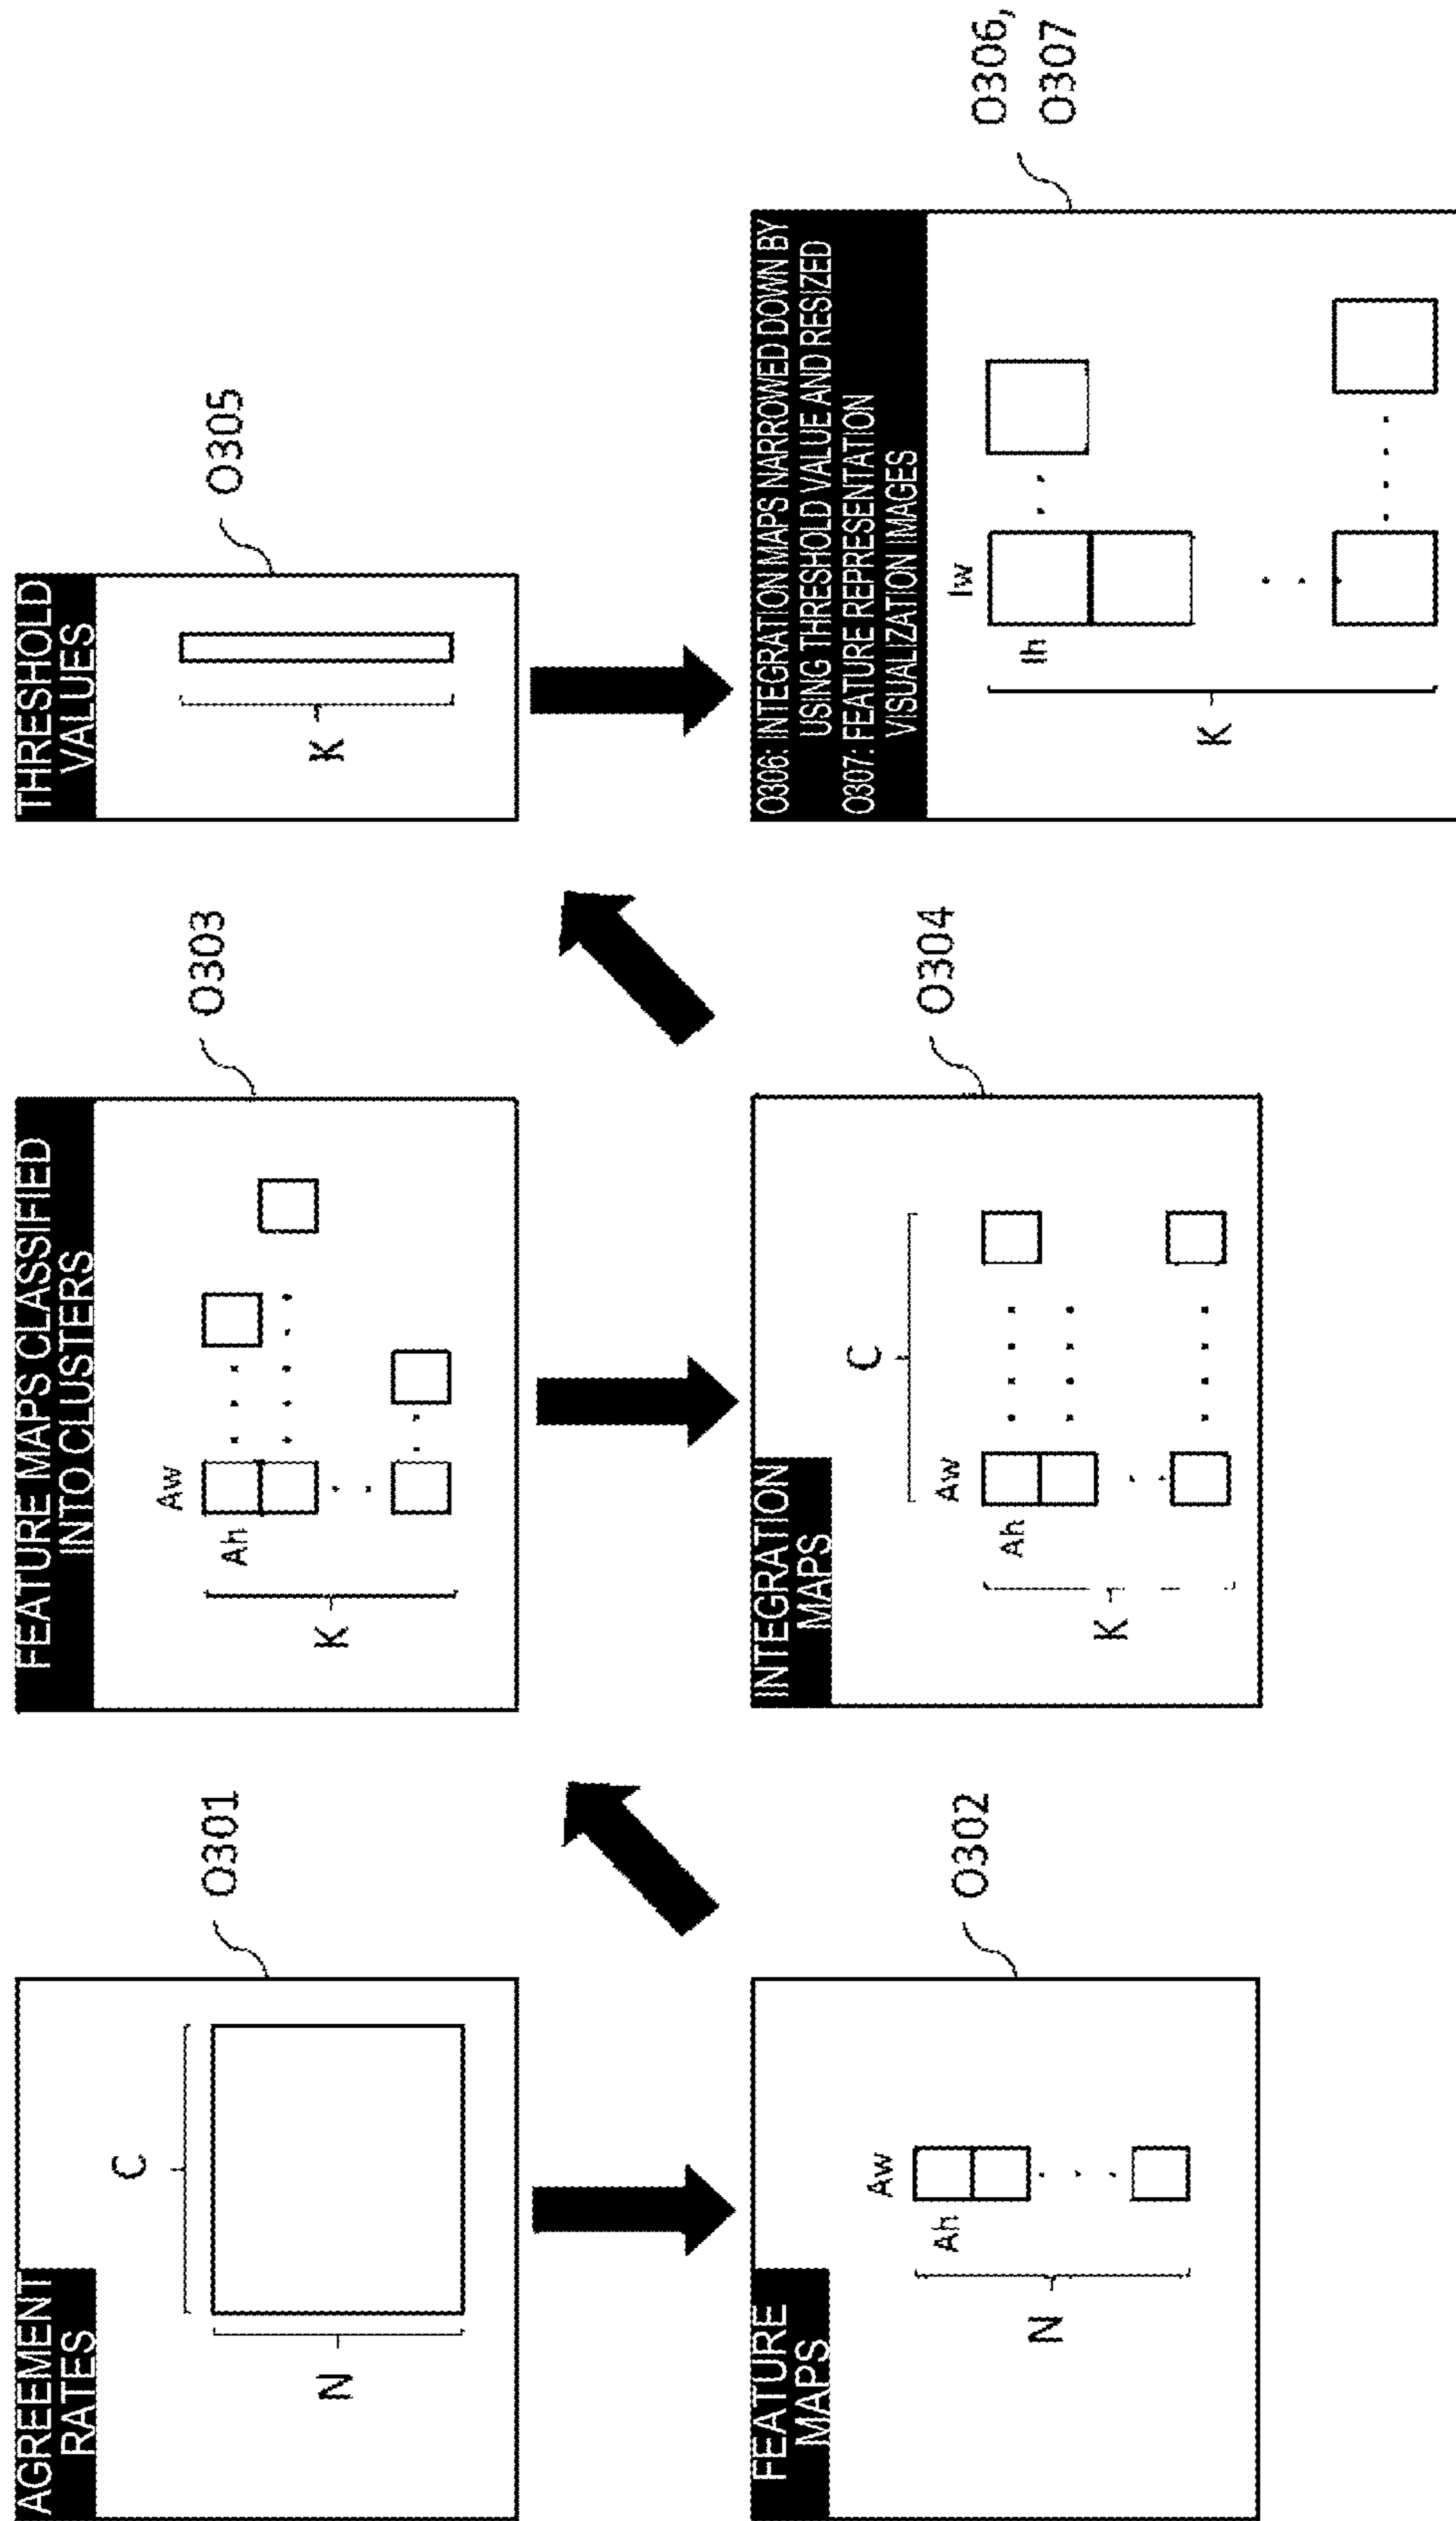 AGREEMENT
RATES
C
N
O301
FEATURE
MAPS
Aw
Ah
N
O302
FEATURE MAPS CLASSIFIED
INTO CLUSTERS
Aw
Ah
K
O303
INTEGRATION
MAPS
C
Aw
Ah
K
O304
THRESHOLD
VALUES
K
O305
O306: INTEGRATION MAPS NARROWED DOWN BY
USING THRESHOLD VALUE AND RESIZED
O307: FEATURE REPRESENTATION
VISUALIZATION IMAGES
Iw
Ih
K
O306,
O307